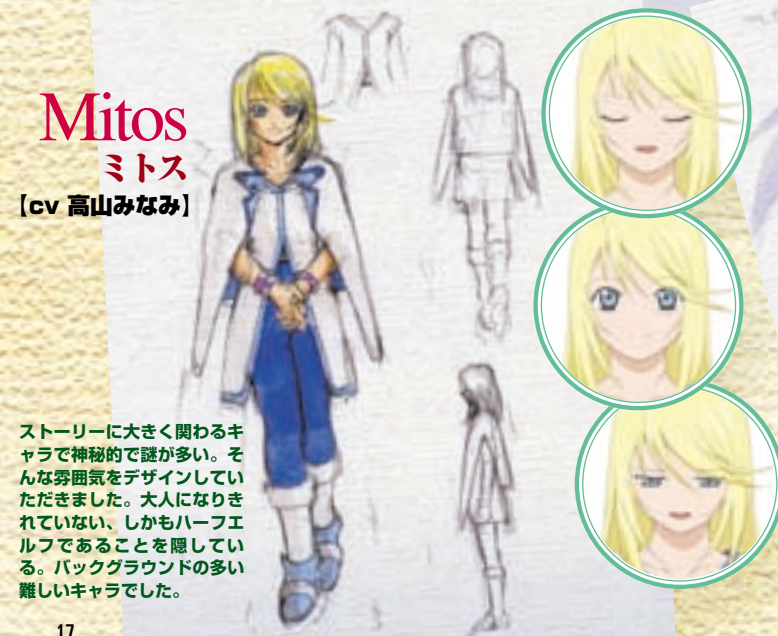 Mitos
ミトス
【cv 高山みなみ】
ストーリーに大きく関わるキ
ャラで神秘的で謎が多い。そ
んな雰囲気をデザインしてい
ただきました。大人になりき
れていない、しかもハーフエ
ルフであることを隠してい
る。バックグラウンドの多い
難しいキャラでした。
17